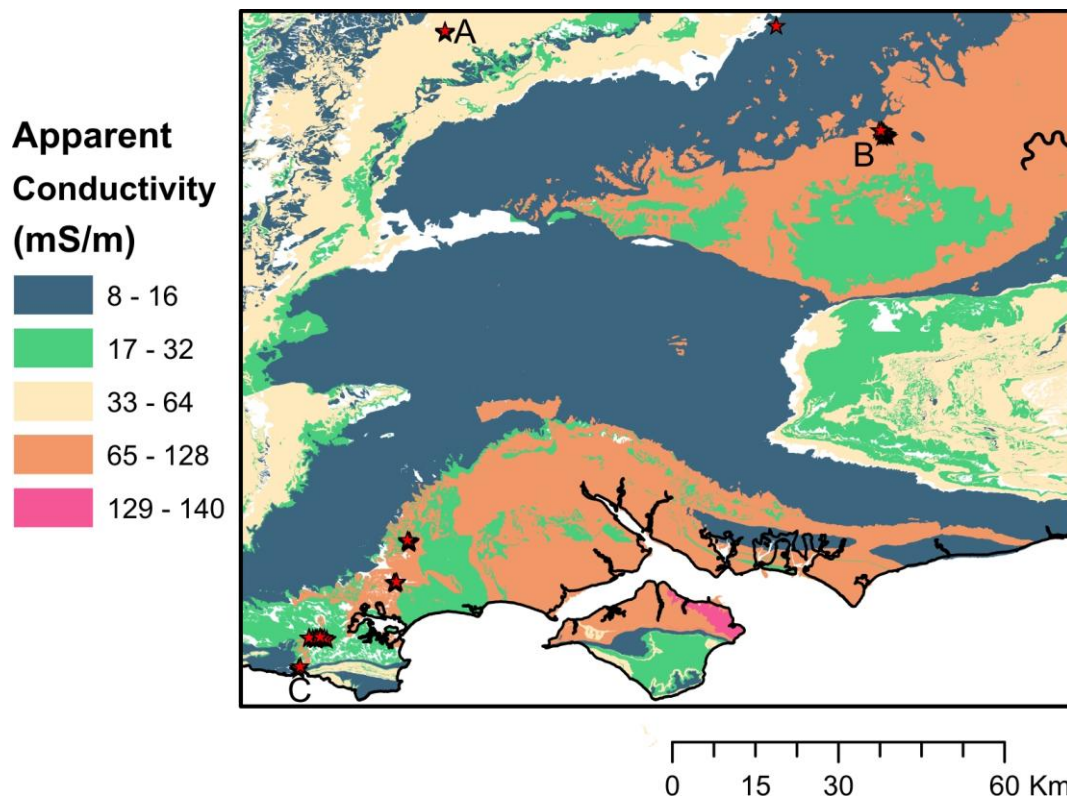 Apparent
Conductivity
(mS/m)
8 - 16
17 - 32
33 - 64
65 - 128
129 - 140
A
B
C
0 15 30 60 Km